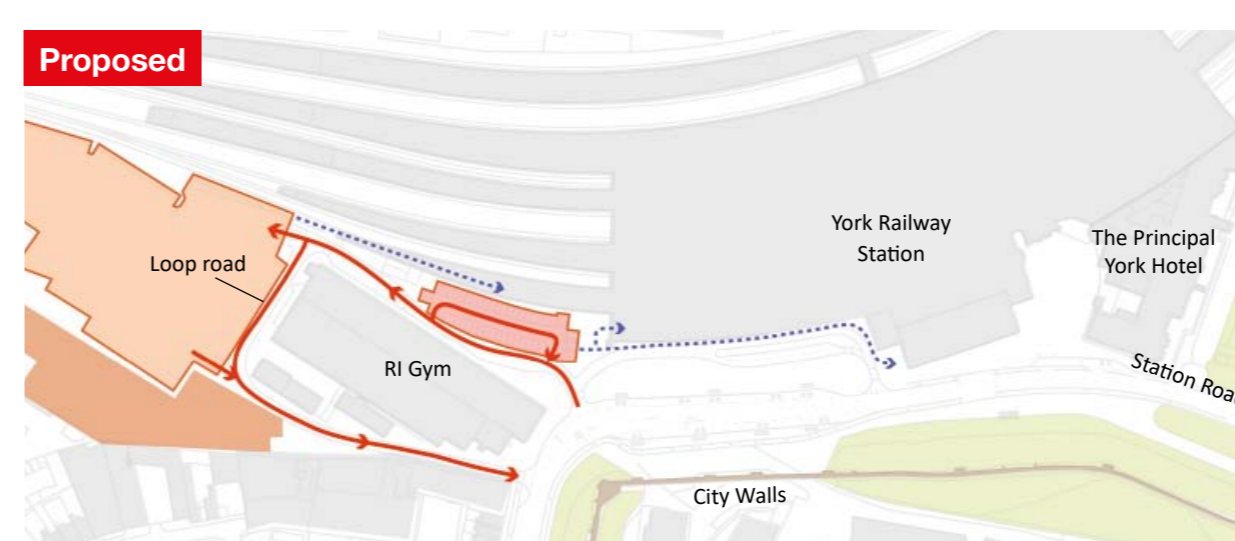 Proposed
York Railway
Station
The Principal
York Hotel
Loop road
RI Gym
Station Roa
City Walls